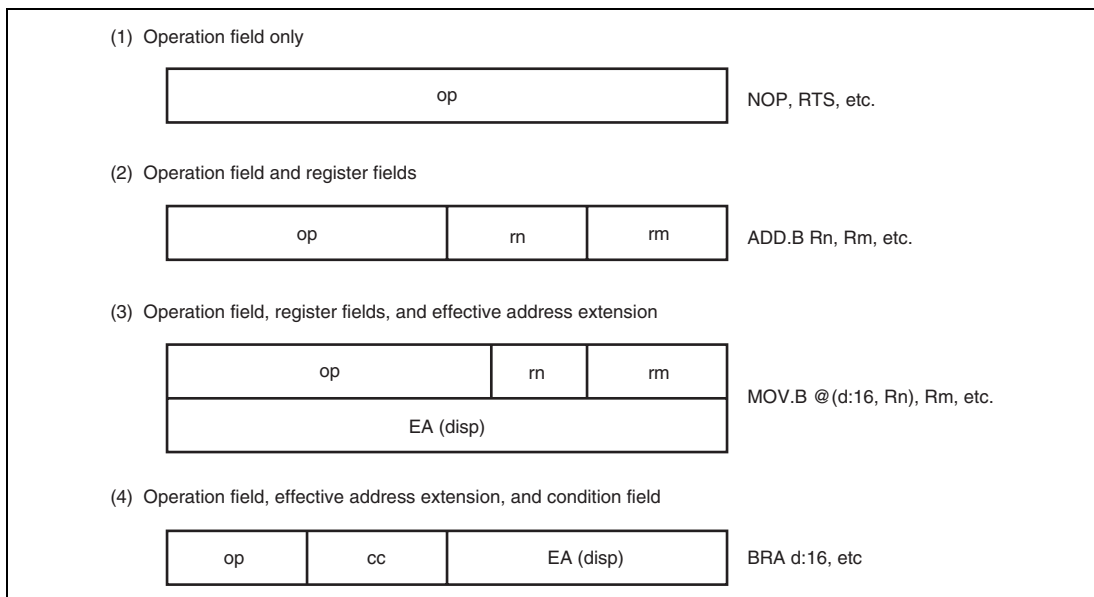 (1) Operation field only
op
NOP, RTS, etc.
(2) Operation field and register fields
op rn rm
ADD.B Rn, Rm, etc.
(3) Operation field, register fields, and effective address extension
op rn rm
EA (disp)
MOV.B @(d:16, Rn), Rm, etc.
(4) Operation field, effective address extension, and condition field
op cc EA (disp)
BRA d:16, etc